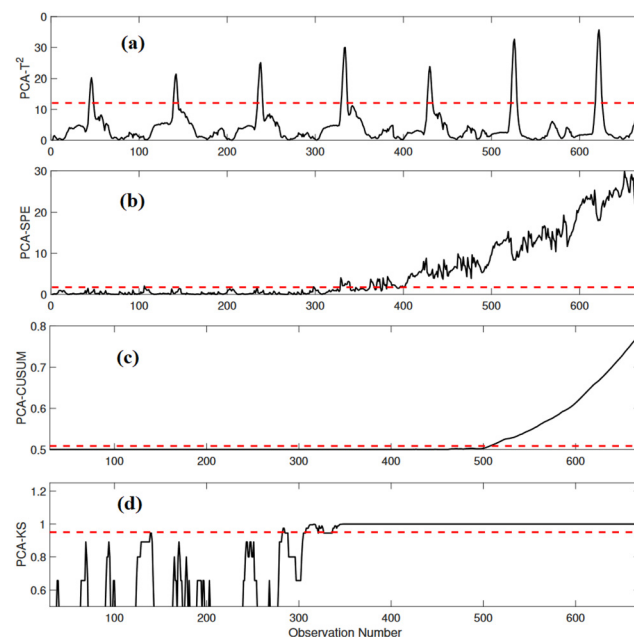 (a)
PCA-T²
0
30
20
10
0
0 100 200 300 400 500 600
(b)
PCA-SPE
30
20
10
0
0 100 200 300 400 500 600
(c)
PCA-CUSUM
0.8
0.7
0.6
0.5
100 200 300 400 500 600
(d)
PCA-KS
1.2
1
0.8
0.6
100 200 300 400 500 600
Observation Number